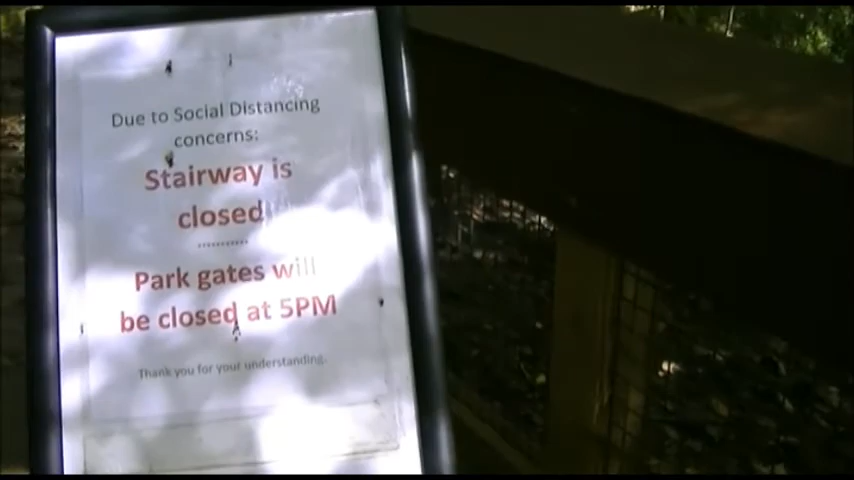 Due to Social Distancing
concerns:
Stairway is
closed
-----------
Park gates will
be closed at 5PM
Thank you for your understanding.